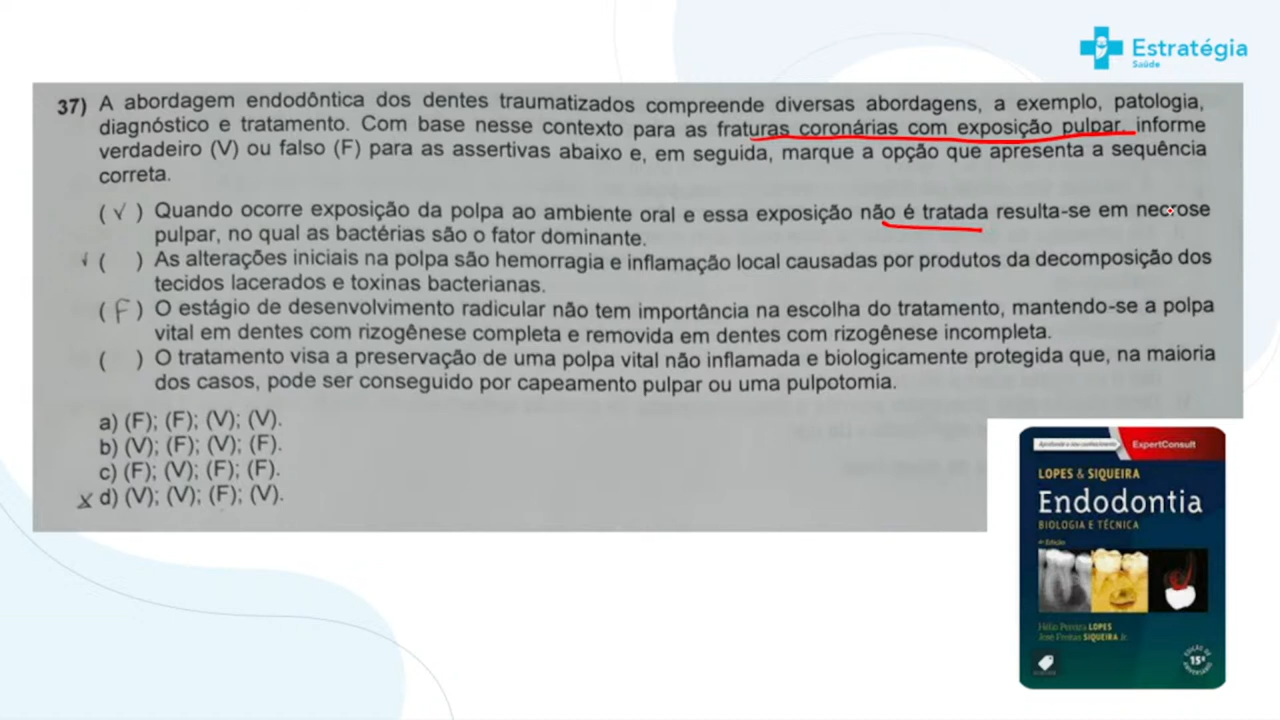 Estratégia
Saúde
37) A abordagem endodôntica dos dentes traumatizados compreende diversas abordagens, a exemplo, patologia,
diagnóstico e tratamento. Com base nesse contexto para as fraturas coronárias com exposição pulpar, informe
verdadeiro (V) ou falso (F) para as assertivas abaixo e, em seguida, marque a opção que apresenta a sequência
correta.
(√) Quando ocorre exposição da polpa ao ambiente oral e essa exposição não é tratada resulta-se em necrose
pulpar, no qual as bactérias são o fator dominante.
√ ( ) As alterações iniciais na polpa são hemorragia e inflamação local causadas por produtos da decomposição dos
tecidos lacerados e toxinas bacterianas.
(F) O estágio de desenvolvimento radicular não tem importância na escolha do tratamento, mantendo-se a polpa
vital em dentes com rizogênese completa e removida em dentes com rizogênese incompleta.
( ) O tratamento visa a preservação de uma polpa vital não inflamada e biologicamente protegida que, na maioria
dos casos, pode ser conseguido por capeamento pulpar ou uma pulpotomia.
a) (F); (F); (V); (V).
b) (V); (F); (V); (F).
c) (F); (V); (F); (F).
x d) (V); (V); (F); (V).
ExpertConsult
LOPES & SIQUEIRA
Endodontia
BIOLOGIA E TÉCNICA
4ª Edição
Hélio Pereira LOPES
José Freitas SIQUEIRA Jr.
EDIÇÃO DE
15º
ANIVERSÁRIO